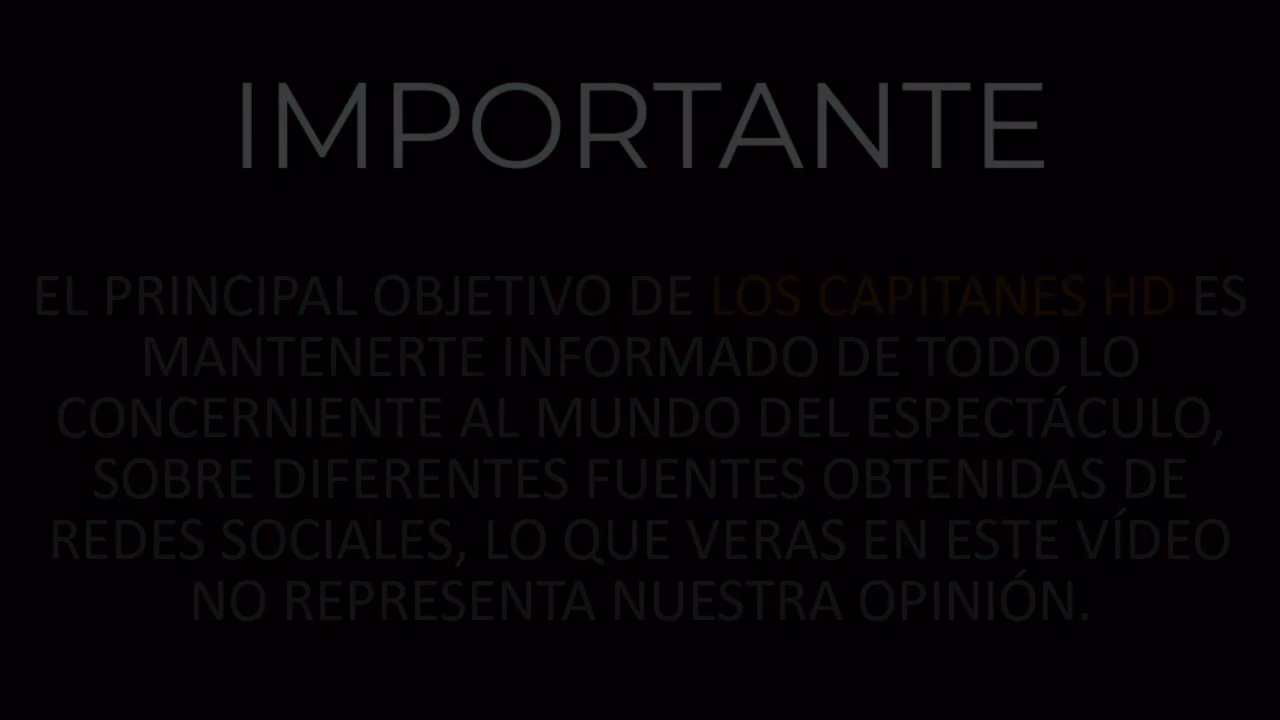 IMPORTANTE
EL PRINCIPAL OBJETIVO DE LOS CAPITANES HD ES
MANTENERTE INFORMADO DE TODO LO
CONCERNIENTE AL MUNDO DEL ESPECTÁCULO,
SOBRE DIFERENTES FUENTES OBTENIDAS DE
REDES SOCIALES, LO QUE VERAS EN ESTE VÍDEO
NO REPRESENTA NUESTRA OPINIÓN.